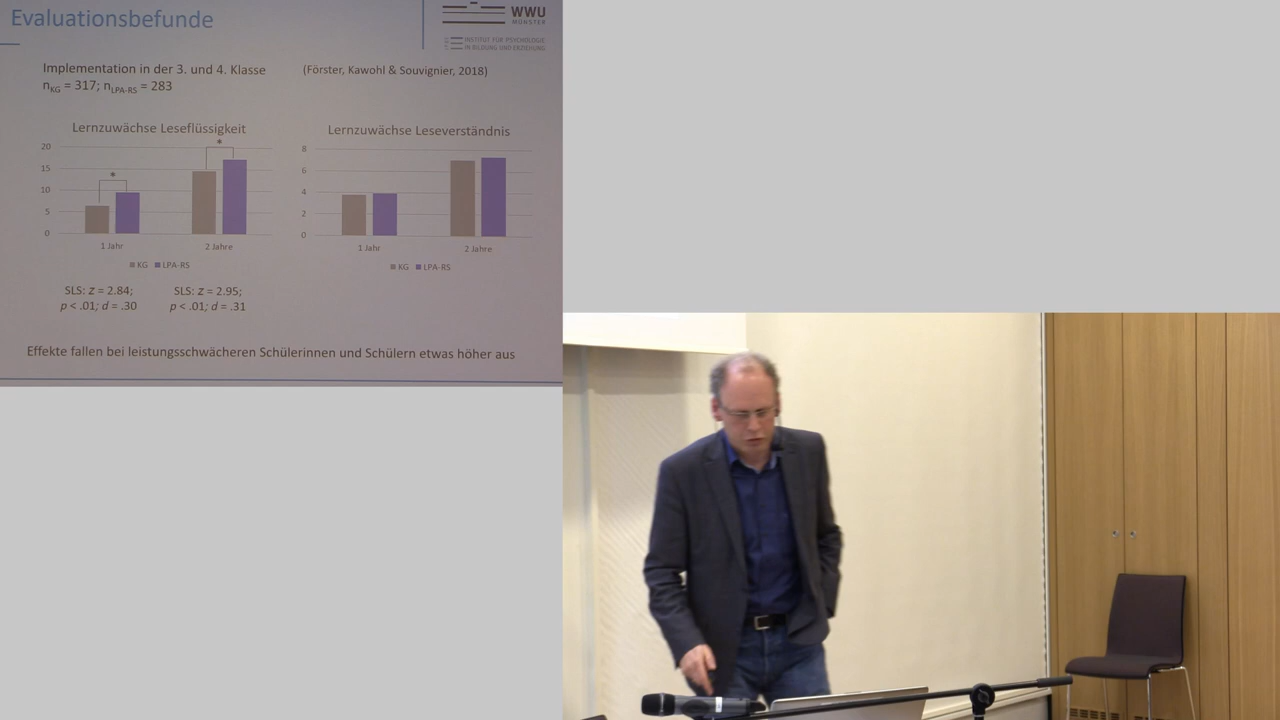 Evaluationsbefunde
WWU
MÜNSTER
INSTITUT FÜR PSYCHOLOGIE
IN BILDUNG UND ERZIEHUNG
Implementation in der 3. und 4. Klasse
(Förster, Kawohl & Souvignier, 2018)
nKG = 317; nLPA-RS = 283
Lernzuwächse Leseflüssigkeit
20
15
10
5
0
*
*
1 Jahr
2 Jahre
KG LPA-RS
Lernzuwächse Leseverständnis
8
6
4
2
0
1 Jahr
2 Jahre
KG LPA-RS
SLS: z = 2.84;
p < .01; d = .30
SLS: z = 2.95;
p < .01; d = .31
Effekte fallen bei leistungsschwächeren Schülerinnen und Schülern etwas höher aus